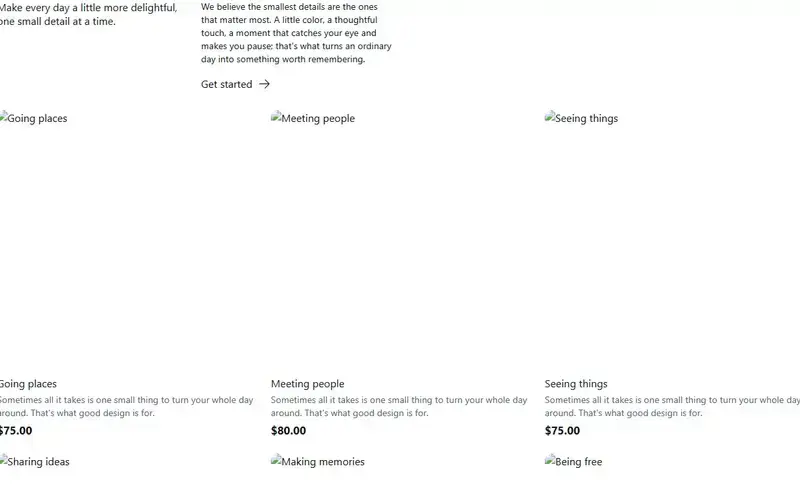 Make every day a little more delightful,
one small detail at a time.
We believe the smallest details are the ones
that matter most. A little color, a thoughtful
touch, a moment that catches your eye and
makes you pause; that's what turns an ordinary
day into something worth remembering.
Get started
Going places
Meeting people
Seeing things
Going places
Sometimes all it takes is one small thing to turn your whole day
around. That's what good design is for.
$75.00
Meeting people
Sometimes all it takes is one small thing to turn your whole day
around. That's what good design is for.
$80.00
Seeing things
Sometimes all it takes is one small thing to turn your whole day
around. That's what good design is for.
$75.00
Sharing ideas
Making memories
Being free